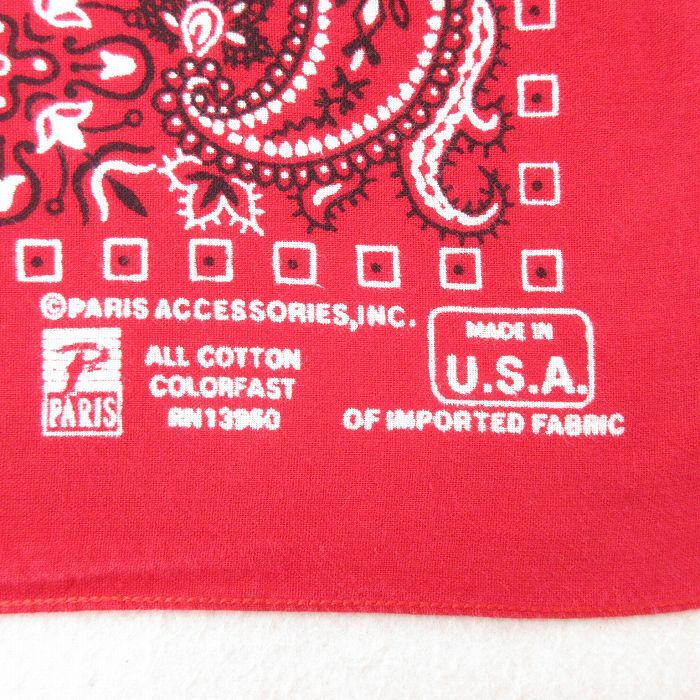 ©PARIS ACCESSORIES,INC.
PARIS
ALL COTTON
COLORFAST
RN13960
MADE IN
U.S.A.
OF IMPORTED FABRIC